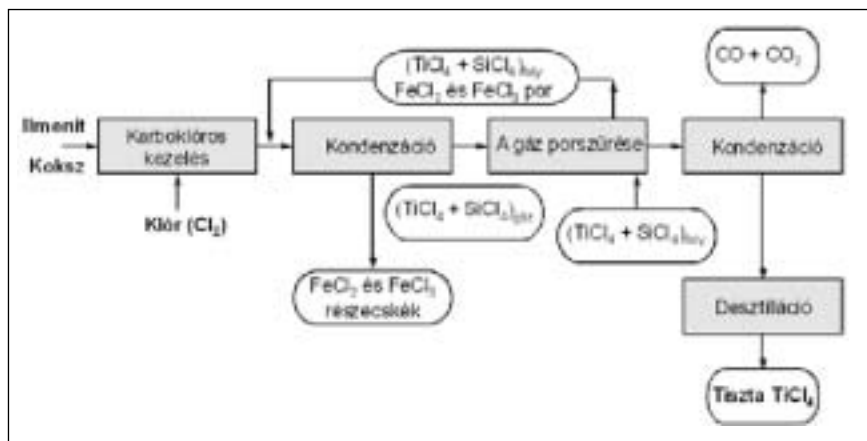 (TiCl₄ + SiCl₄)foly
FeCl₂ és FeCl₃ por
CO + CO₂
Ilmenit
Koksz
Karboklóros
kezelés
Kondenzáció
A gáz porszűrése
Kondenzáció
Klór (Cl₂)
(TiCl₄ + SiCl₄)gáz
(TiCl₄ + SiCl₄)foly
FeCl₂ és FeCl₃
részecskék
Desztilláció
Tiszta TiCl₄